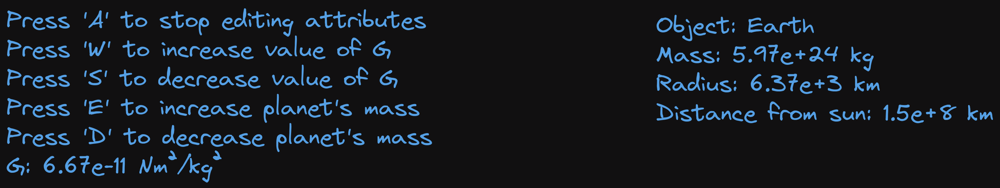 Press 'A' to stop editing attributes
Press 'W' to increase value of G
Press 'S' to decrease value of G
Press 'E' to increase planet's mass
Press 'D' to decrease planet's mass
G: 6.67e-11 Nm²/kg²
Object: Earth
Mass: 5.97e+24 kg
Radius: 6.37e+3 km
Distance from sun: 1.5e+8 km